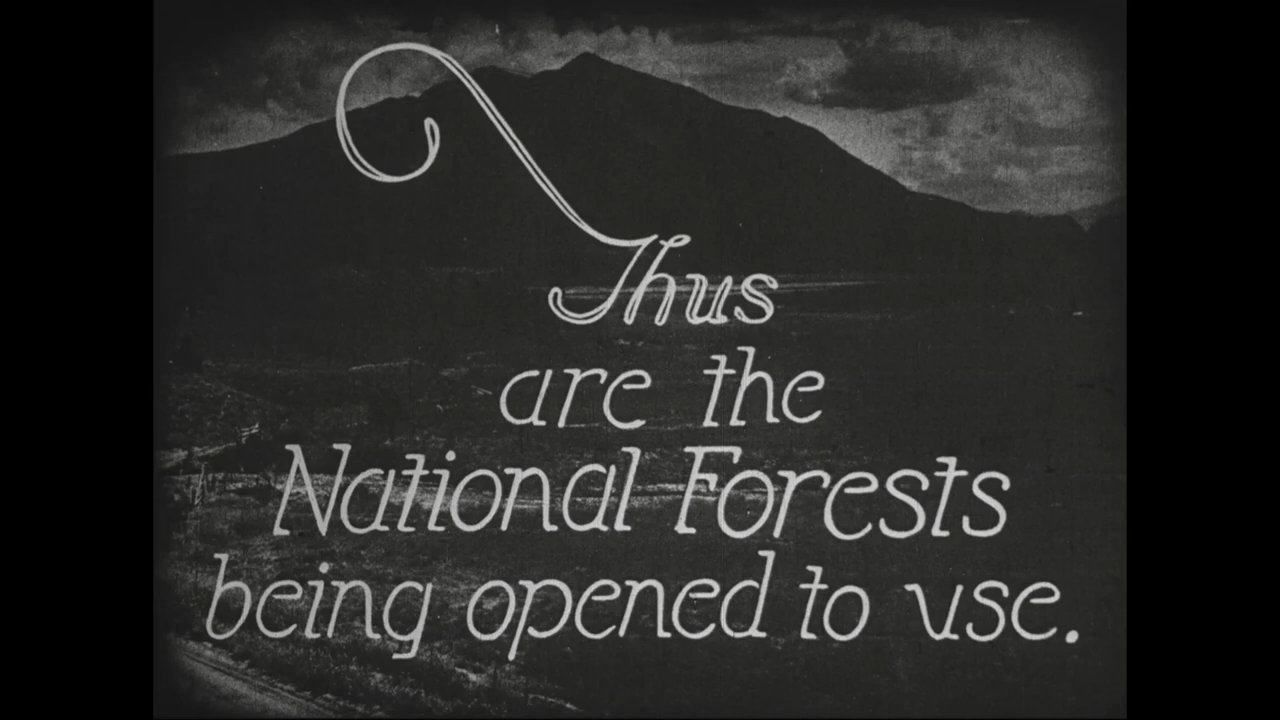 Thus
are the
National Forests
being opened to use.